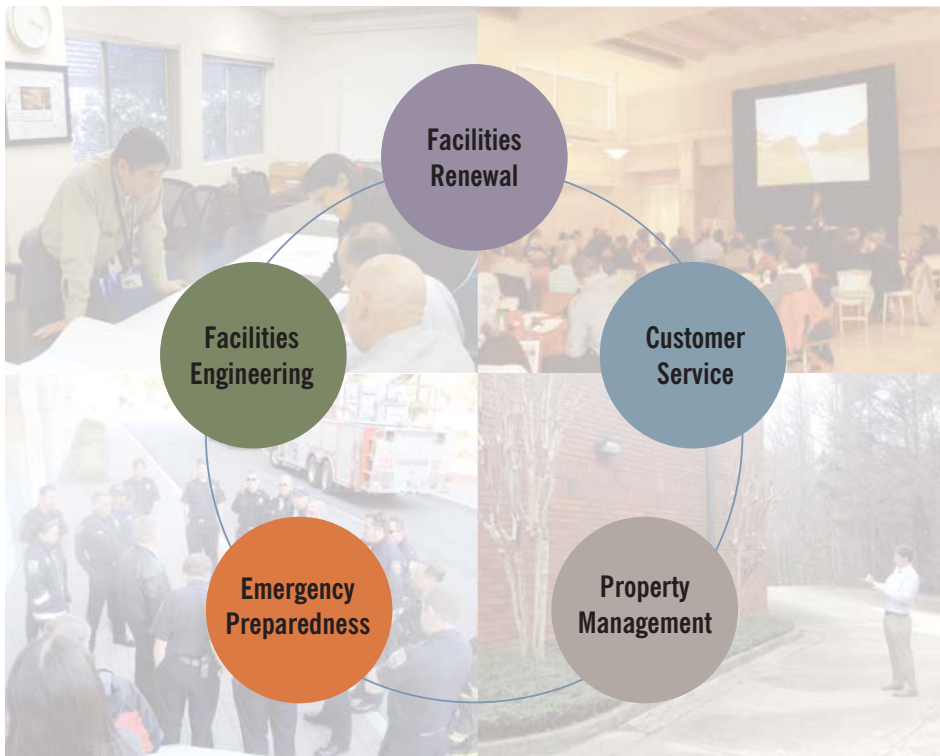 Facilities
Renewal
Facilities
Engineering
Customer
Service
Emergency
Preparedness
Property
Management